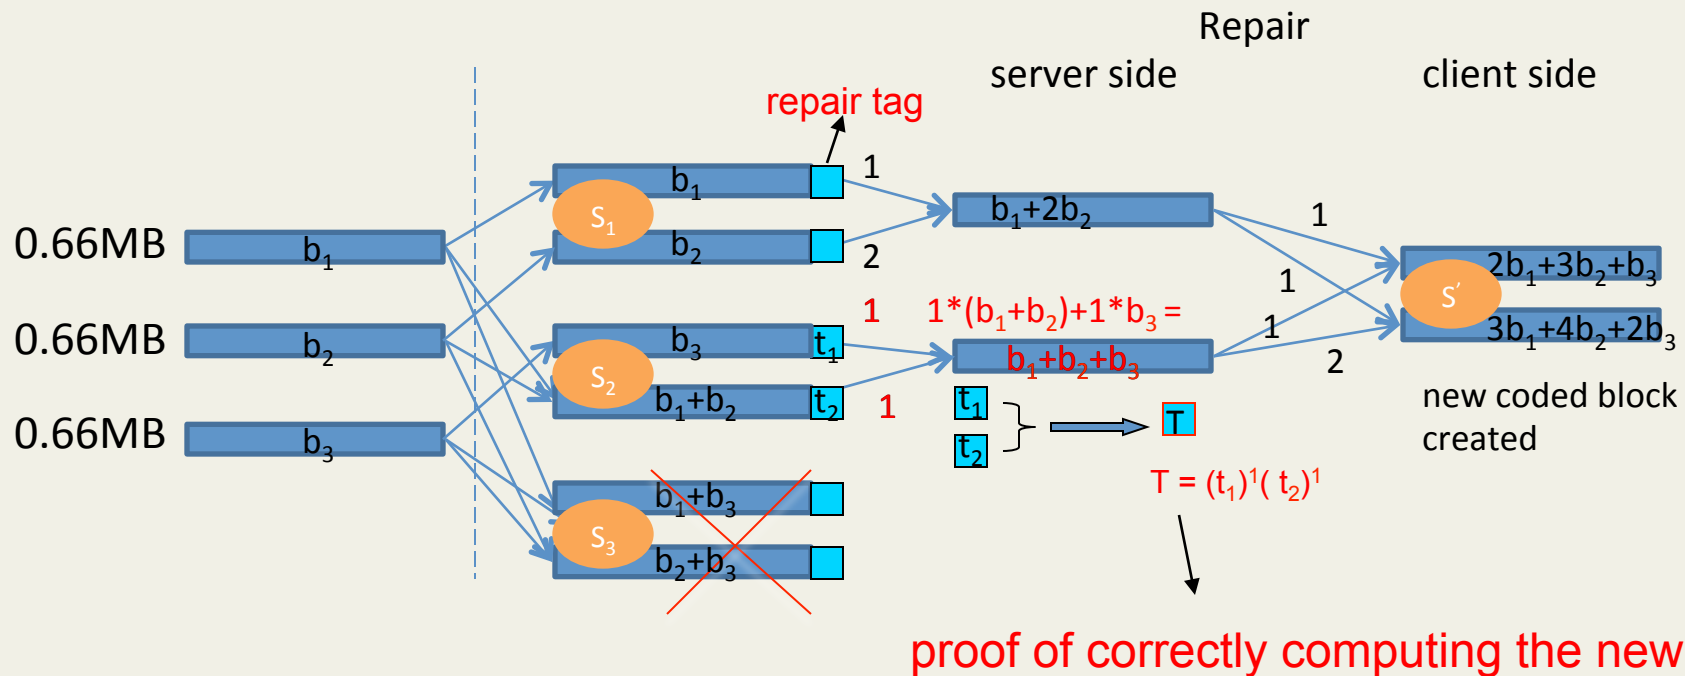 Repair
server side
client side
repair tag
0.66MB
b₁
0.66MB
b₂
0.66MB
b₃
b₁
S₁
b₂
b₃
t₁
S₂
b₁+b₂
t₂
b₁+b₃
S₃
b₂+b₃
1
2
1
1
b₁+2b₂
1*(b₁+b₂)+1*b₃ =
b₁+b₂+b₃
t₁
t₂
T
T = (t₁)¹( t₂)¹
1
1
1
2
2b₁+3b₂+b₃
S′
3b₁+4b₂+2b₃
new coded block
created
proof of correctly computing the new